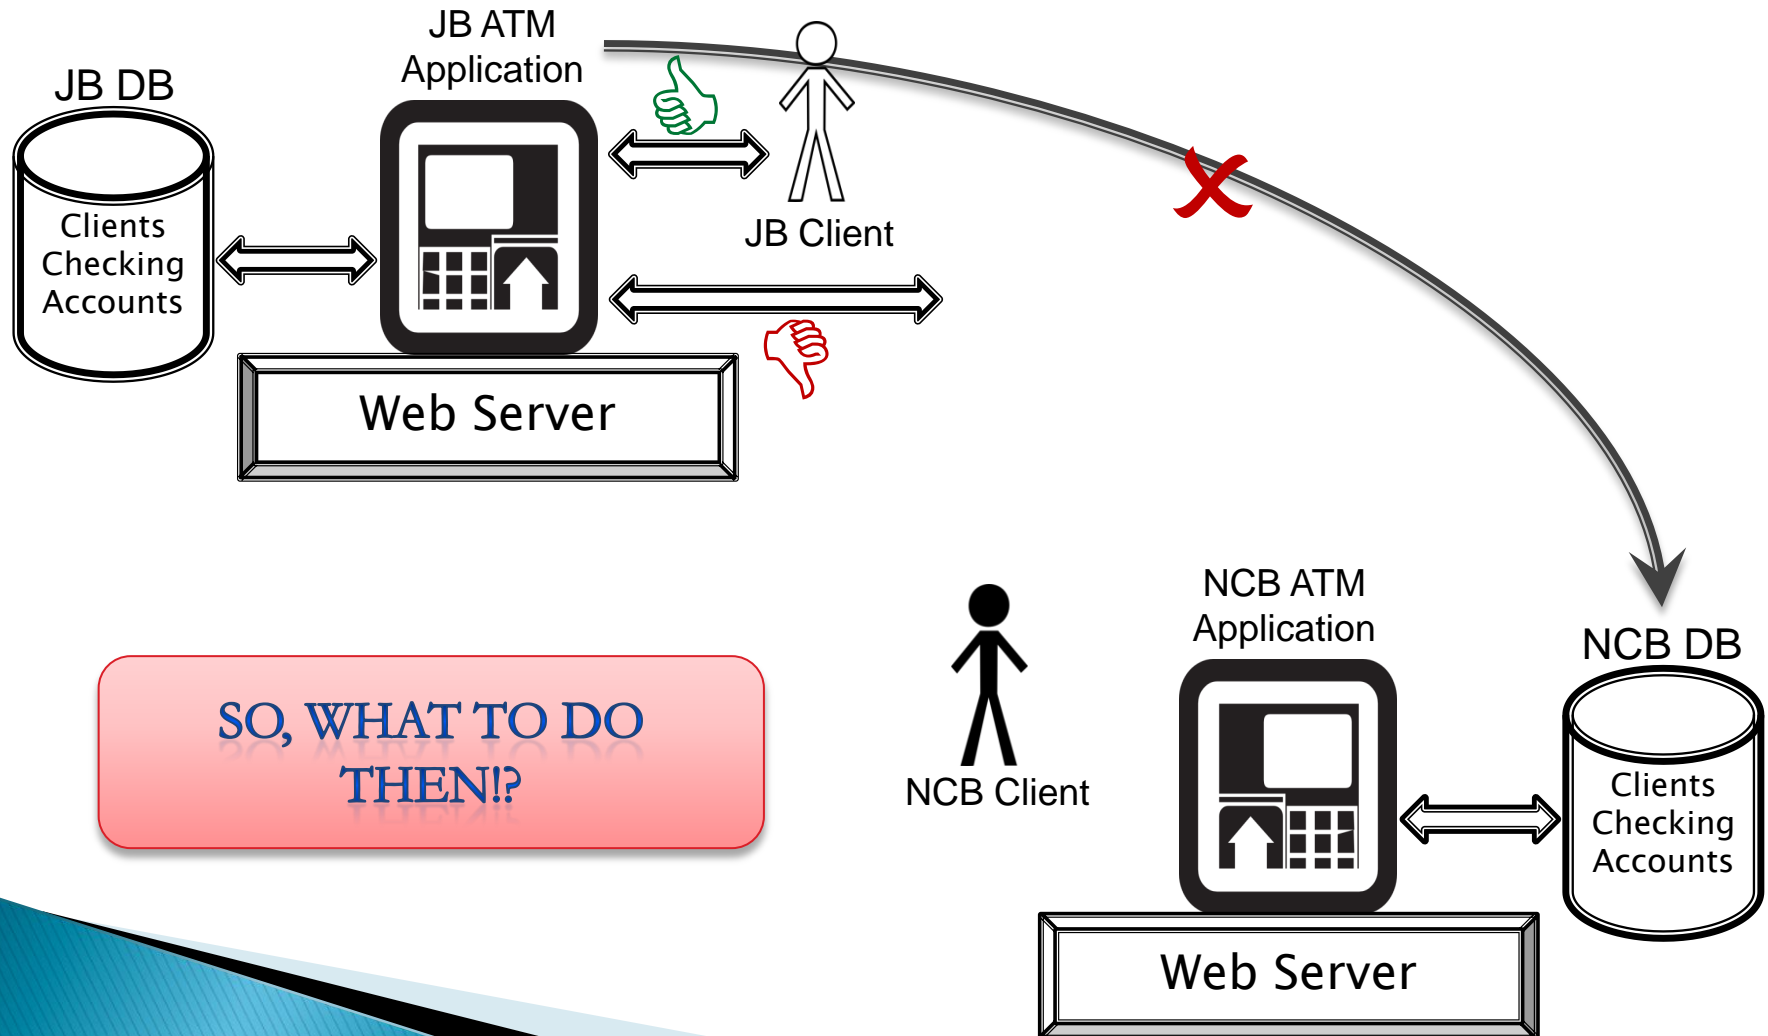 JB ATM
Application
JB DB
Clients
Checking
Accounts
JB Client
Web Server
NCB ATM
Application
NCB DB
SO, WHAT TO DO
THEN!?
NCB Client
Clients
Checking
Accounts
Web Server